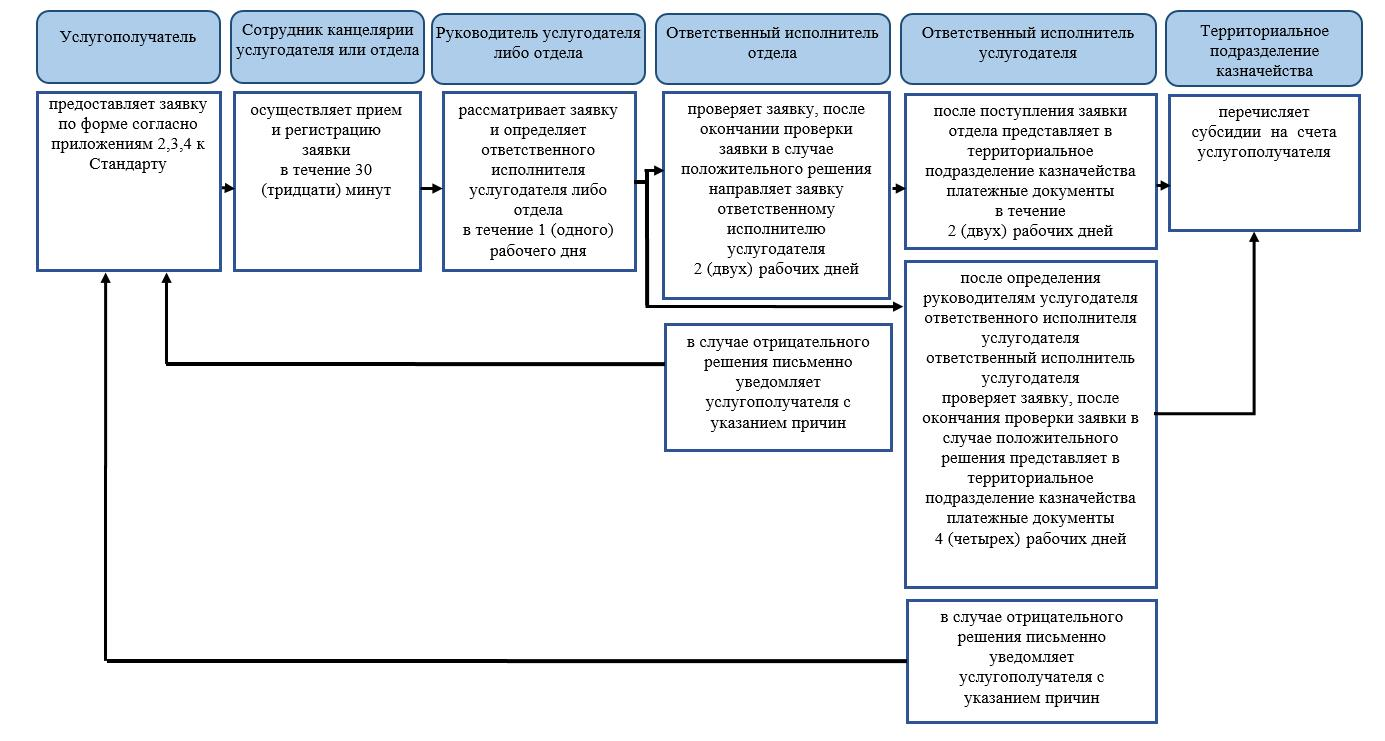 Услугополучатель
Сотрудник канцелярии
услугодателя или отдела
Руководитель услугодателя
либо отдела
Ответственный исполнитель
отдела
Ответственный исполнитель
услугодателя
Территориальное
подразделение
казначейства
предоставляет заявку
по форме согласно
приложениям 2,3,4 к
Стандарту
осуществляет прием
и регистрацию
заявки
в течение 30
(тридцати) минут
рассматривает заявку
и определяет
ответственного
исполнителя
услугодателя либо
отдела
в течение 1 (одного)
рабочего дня
проверяет заявку, после
окончании проверки
заявки в случае
положительного решения
направляет заявку
ответственному
исполнителю
услугодателя
2 (двух) рабочих дней
после поступления заявки
отдела представляет в
территориальное
подразделение казначейства
платежные документы
в течение
2 (двух) рабочих дней
перечисляет
субсидии на счета
услугополучателя
в случае отрицательного
решения письменно
уведомляет
услугополучателя с
указанием причин
после определения
руководителям услугодателя
ответственного исполнителя
услугодателя
ответственный исполнитель
услугодателя
проверяет заявку, после
окончания проверки заявки в
случае положительного
решения представляет в
территориальное
подразделение казначейства
платежные документы
4 (четырех) рабочих дней
в случае отрицательного
решения письменно
уведомляет
услугополучателя с
указанием причин